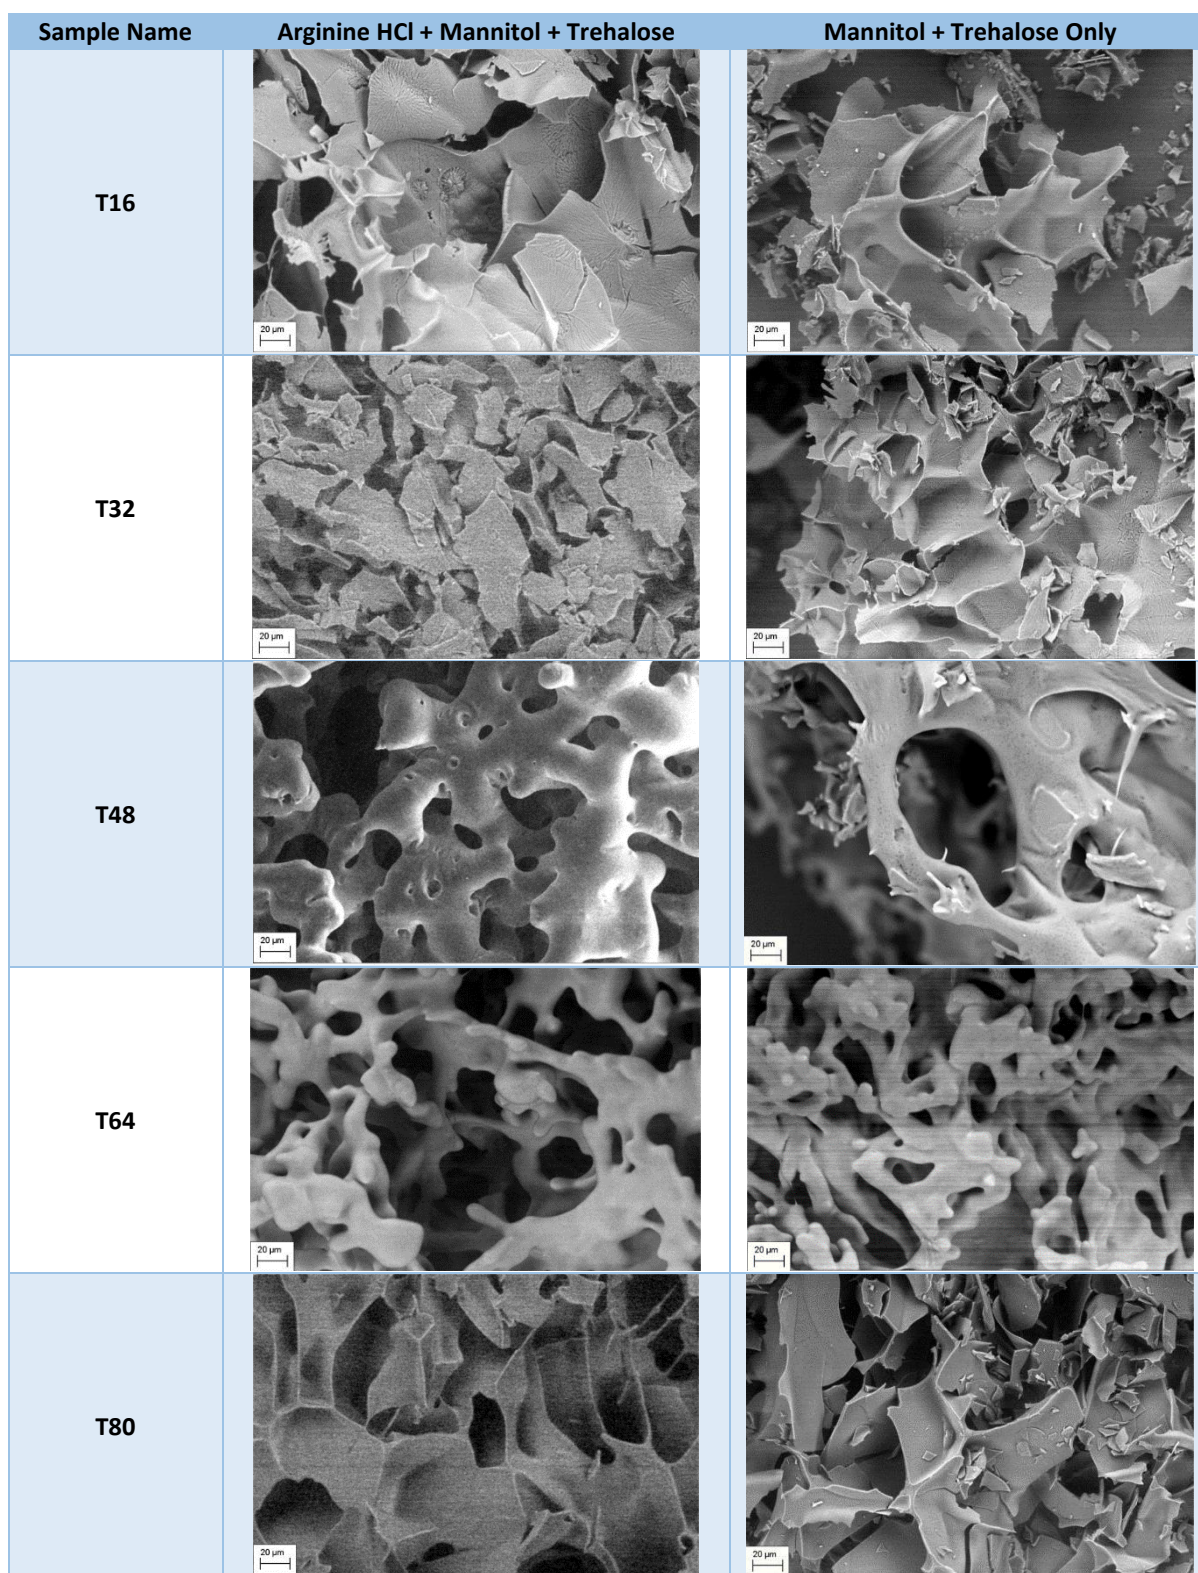 Sample Name Arginine HCl + Mannitol + Trehalose Mannitol + Trehalose Only
T16
20 µm 20 µm
T32
20 µm 20 µm
T48
20 µm 20 µm
T64
20 µm 20 µm
T80
20 µm 20 µm